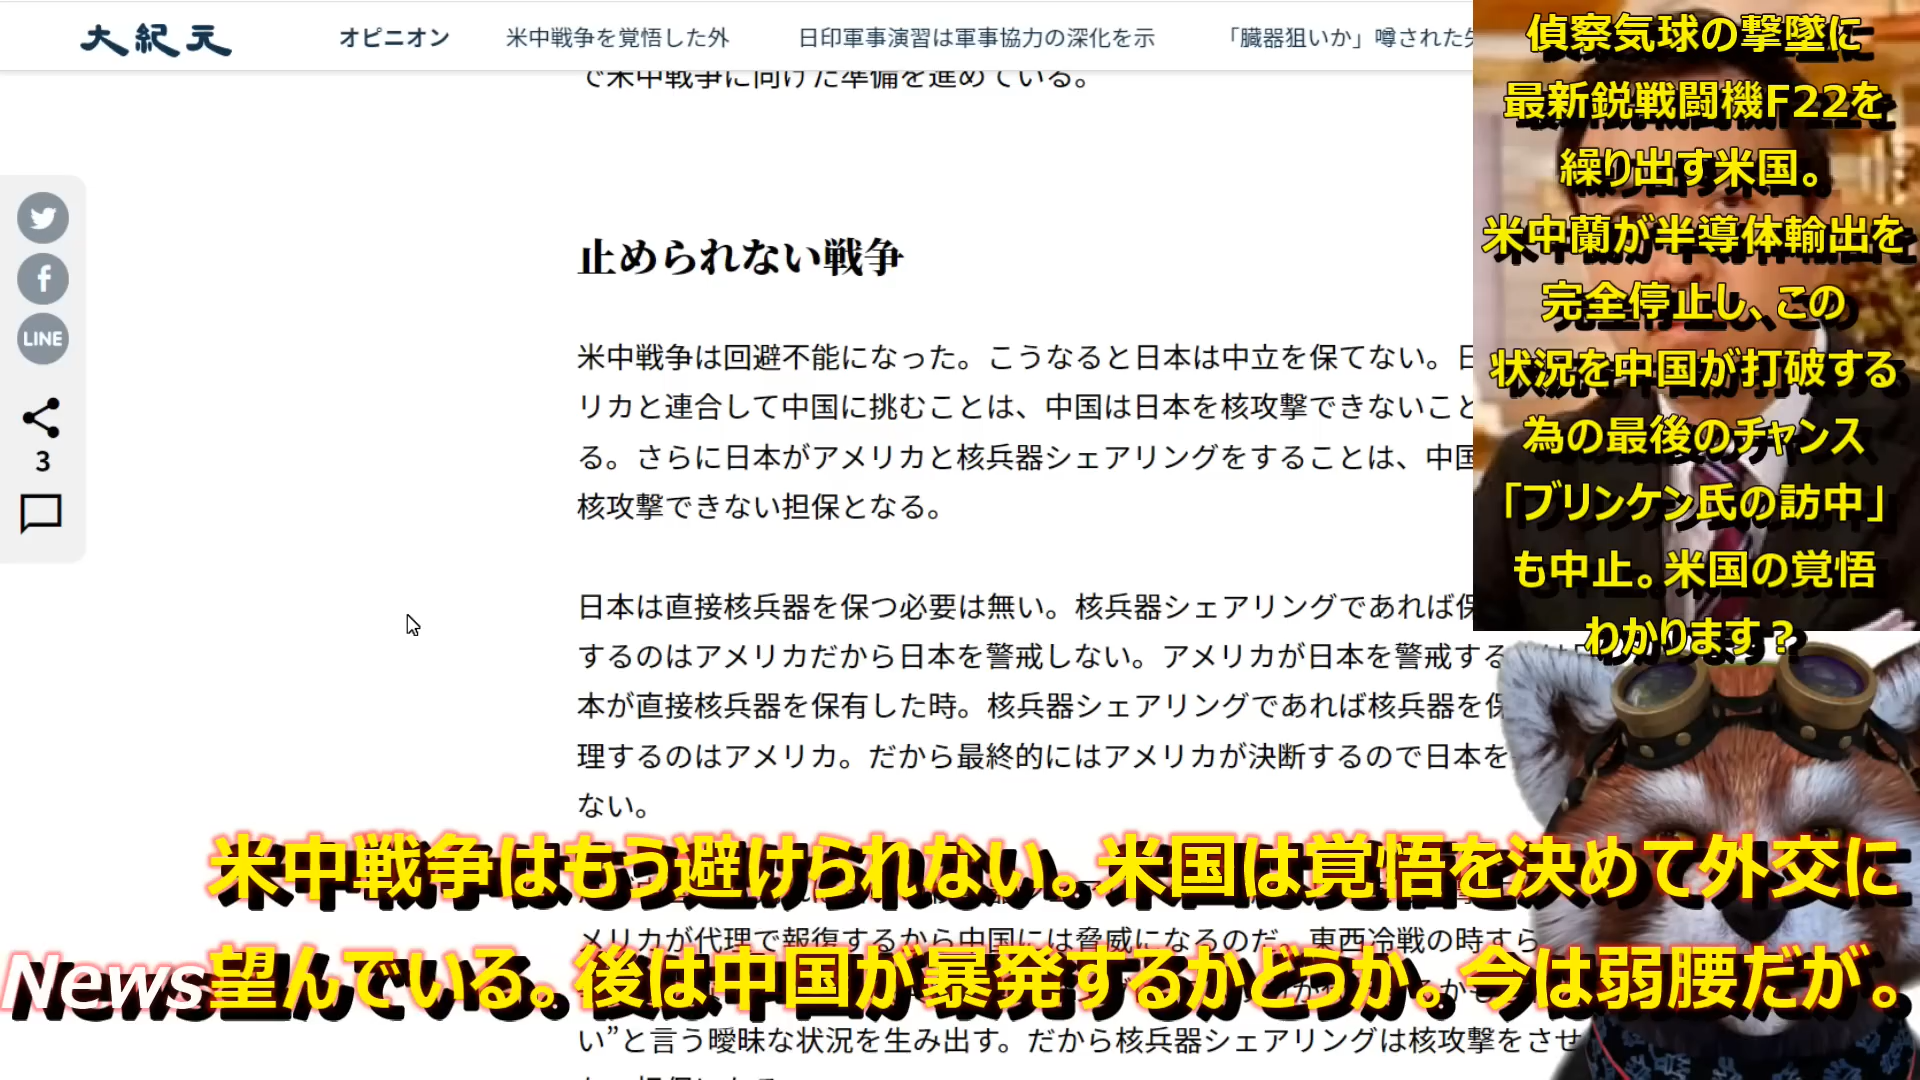 大紀元
オピニオン 米中戦争を覚悟した外 日印軍事演習は軍事協力の深化を示 「臓器狙いか」噂された失
で米中戦争に向けた準備を進めている。
止められない戦争
米中戦争は回避不能になった。こうなると日本は中立を保てない。日
リカと連合して中国に挑むことは、中国は日本を核攻撃できないこと
る。さらに日本がアメリカと核兵器シェアリングをすることは、中国
核攻撃できない担保となる。
日本は直接核兵器を保つ必要は無い。核兵器シェアリングであれば保
するのはアメリカだから日本を警戒しない。アメリカが日本を警戒する
本が直接核兵器を保有した時。核兵器シェアリングであれば核兵器を保
理するのはアメリカ。だから最終的にはアメリカが決断するので日本を
ない。
メリカが代理で報復するから中国には脅威になるのだ。東西冷戦の時すら
い”と言う曖昧な状況を生み出す。だから核兵器シェアリングは核攻撃をさせ
LINE
3
偵察気球の撃墜に
最新鋭戦闘機F22を
繰り出す米国。
米中蘭が半導体輸出を
完全停止し、この
状況を中国が打破する
為の最後のチャンス
「ブリンケン氏の訪中」
も中止。米国の覚悟
わかります？
米中戦争はもう避けられない。米国は覚悟を決めて外交に
News望んでいる。後は中国が暴発するかどうか。今は弱腰だが。